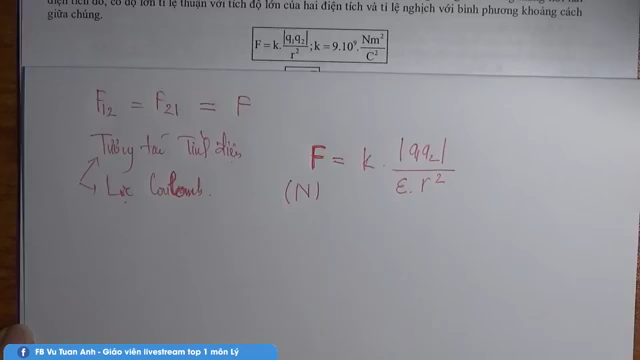 điện tích đó, có độ lớn tỉ lệ thuận với tích độ lớn của hai điện tích và tỉ lệ nghịch với bình phương khoảng cách
giữa chúng.
F = k.|q₁q₂|/r²; k = 9.10⁹.Nm²/C²
F₁₂ = F₂₁ = F
Tương tác Tĩnh điện
Lực Coulomb.
F = k . |q₁q₂|/ε.r²
(N)
FB Vu Tuan Anh - Giáo viên livestream top 1 môn Lý